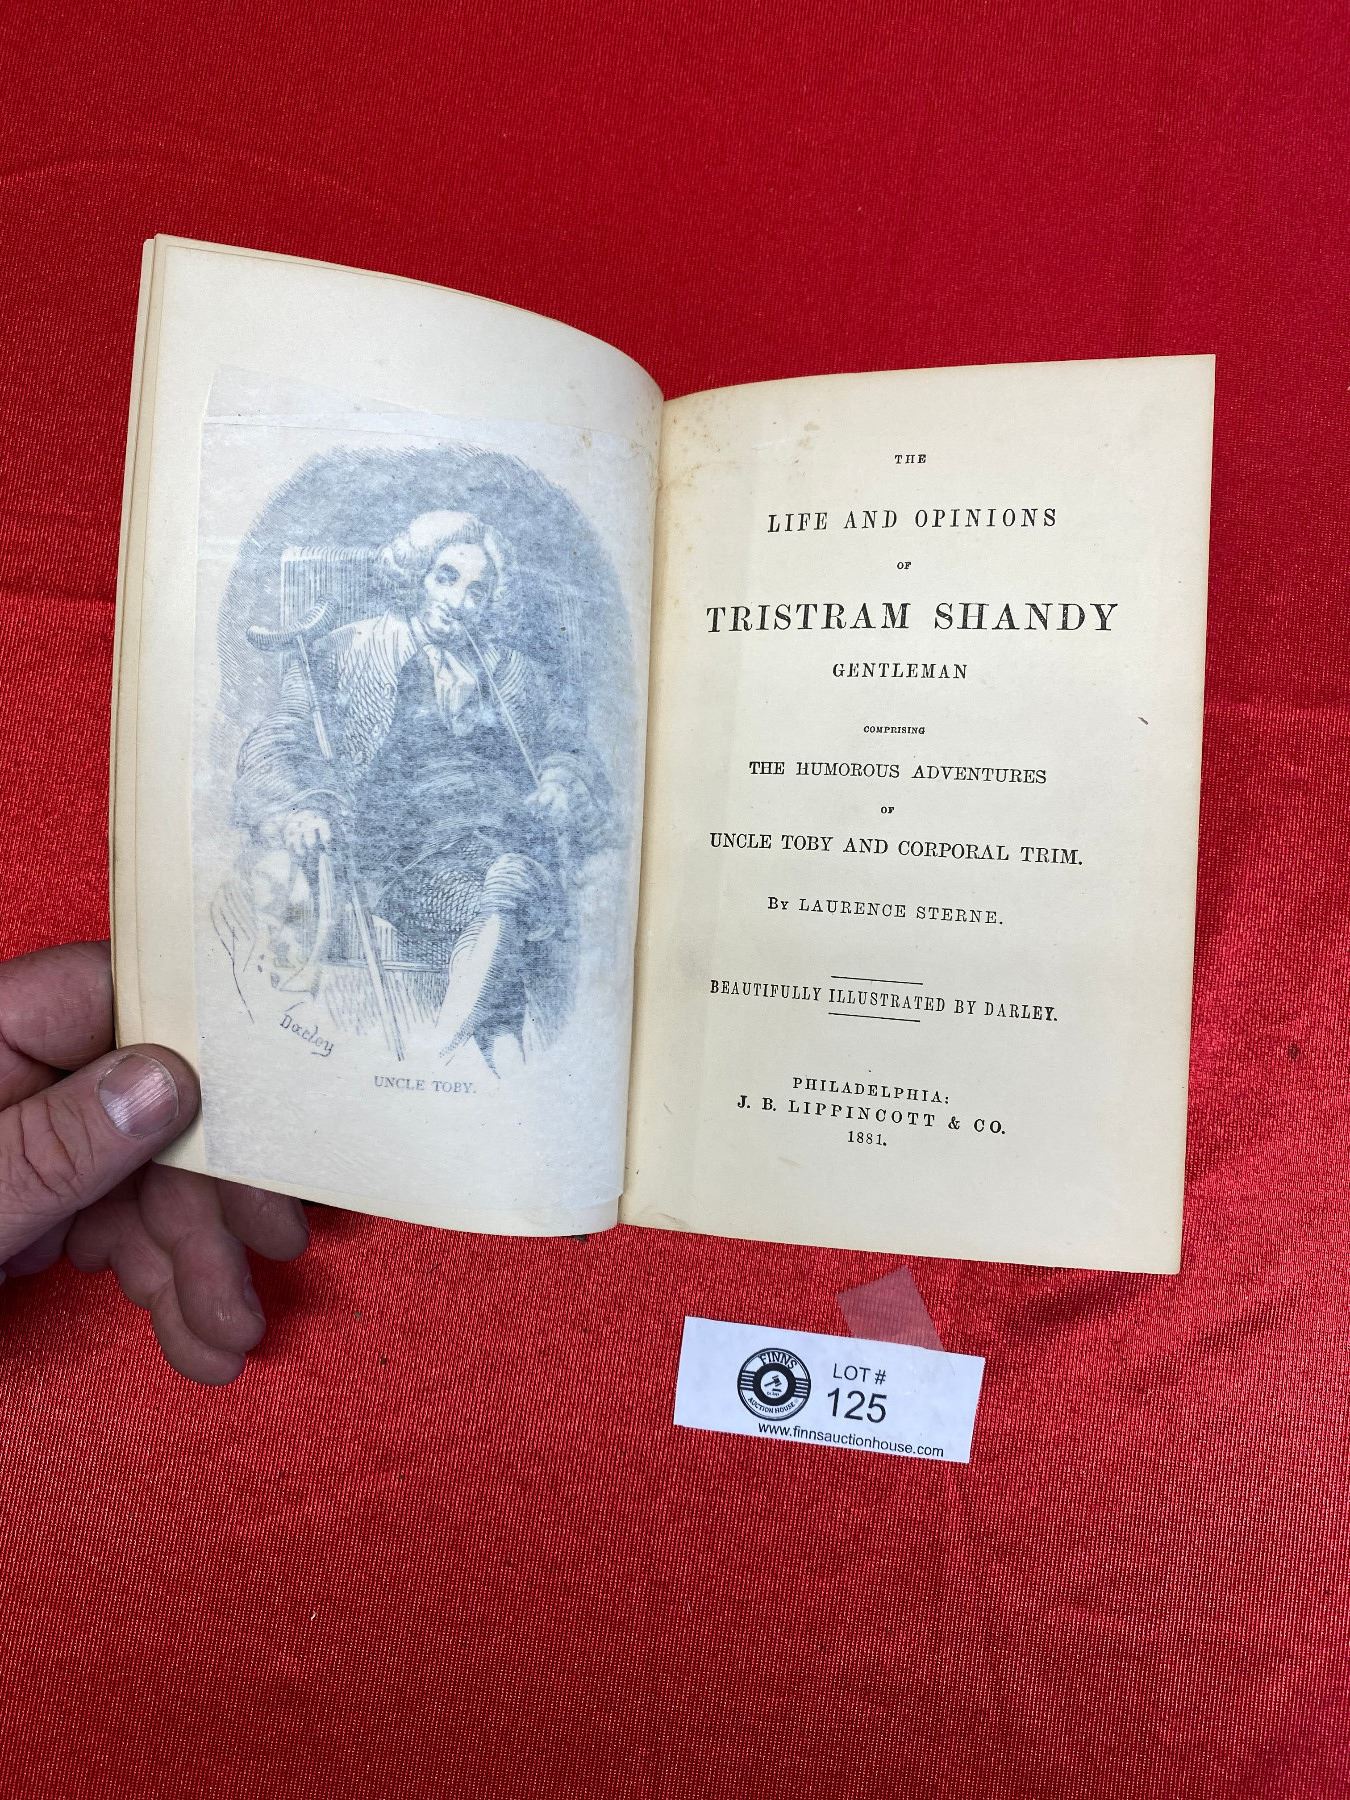 Darley
UNCLE TOBY.
THE
LIFE AND OPINIONS
OF
TRISTRAM SHANDY
GENTLEMAN
COMPRISING
THE HUMOROUS ADVENTURES
OF
UNCLE TOBY AND CORPORAL TRIM.
By LAURENCE STERNE.
BEAUTIFULLY ILLUSTRATED BY DARLEY.
PHILADELPHIA:
J. B. LIPPINCOTT & CO.
1881.
FINNS
AUCTION HOUSE
LOT #
125
www.finnsauctionhouse.com